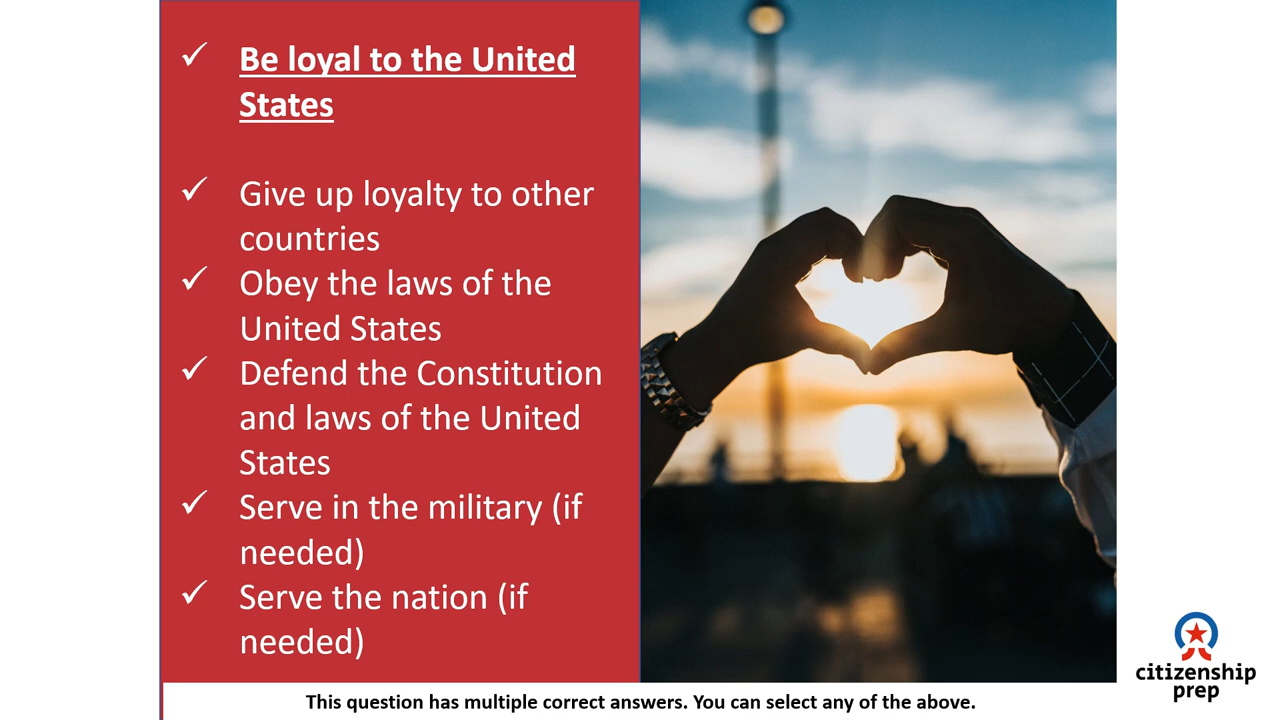 ✓ Be loyal to the United
States
✓ Give up loyalty to other
countries
✓ Obey the laws of the
United States
✓ Defend the Constitution
and laws of the United
States
✓ Serve in the military (if
needed)
✓ Serve the nation (if
needed)
This question has multiple correct answers. You can select any of the above.
citizenship
prep